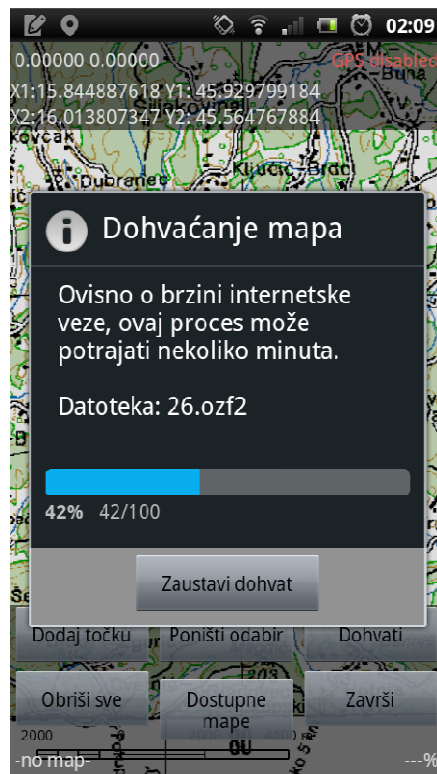 02:09
0.00000 0.00000
GPS disabled
X1:15.844887618 Y1: 45.929799184
X2:16.013807347 Y2: 45.564767884
Buna
Dohvaćanje mapa
Ovisno o brzini internetske
veze, ovaj proces može
potrajati nekoliko minuta.
Datoteka: 26.ozf2
42% 42/100
Zaustavi dohvat
Dodaj točku
Poništi odabir
Dohvati
Obriši sve
Dostupne
mape
Završi
2000
0
-no map-
---%